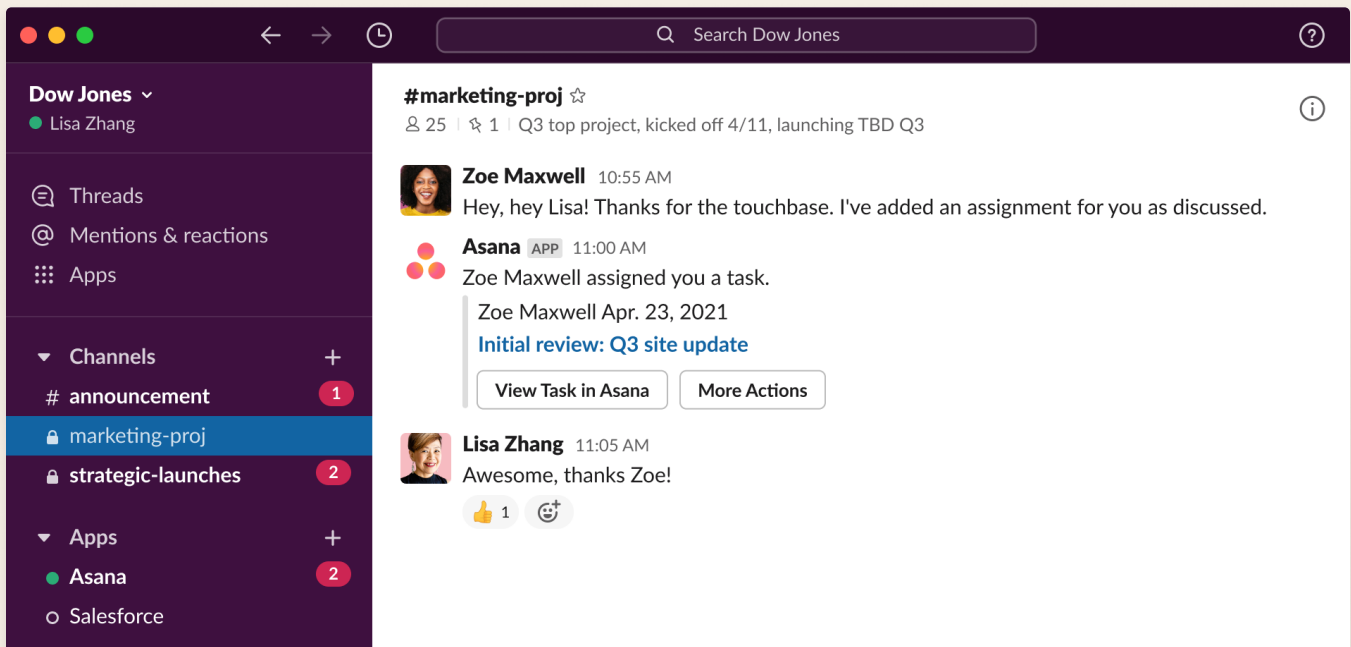 Search Dow Jones
Dow Jones
Lisa Zhang
Threads
Mentions & reactions
Apps
Channels
# announcement 1
marketing-proj
strategic-launches 2
Apps
Asana 2
Salesforce
#marketing-proj
25 | 1 | Q3 top project, kicked off 4/11, launching TBD Q3
Zoe Maxwell 10:55 AM
Hey, hey Lisa! Thanks for the touchbase. I've added an assignment for you as discussed.
Asana APP 11:00 AM
Zoe Maxwell assigned you a task.
Zoe Maxwell Apr. 23, 2021
Initial review: Q3 site update
View Task in Asana More Actions
Lisa Zhang 11:05 AM
Awesome, thanks Zoe!
1